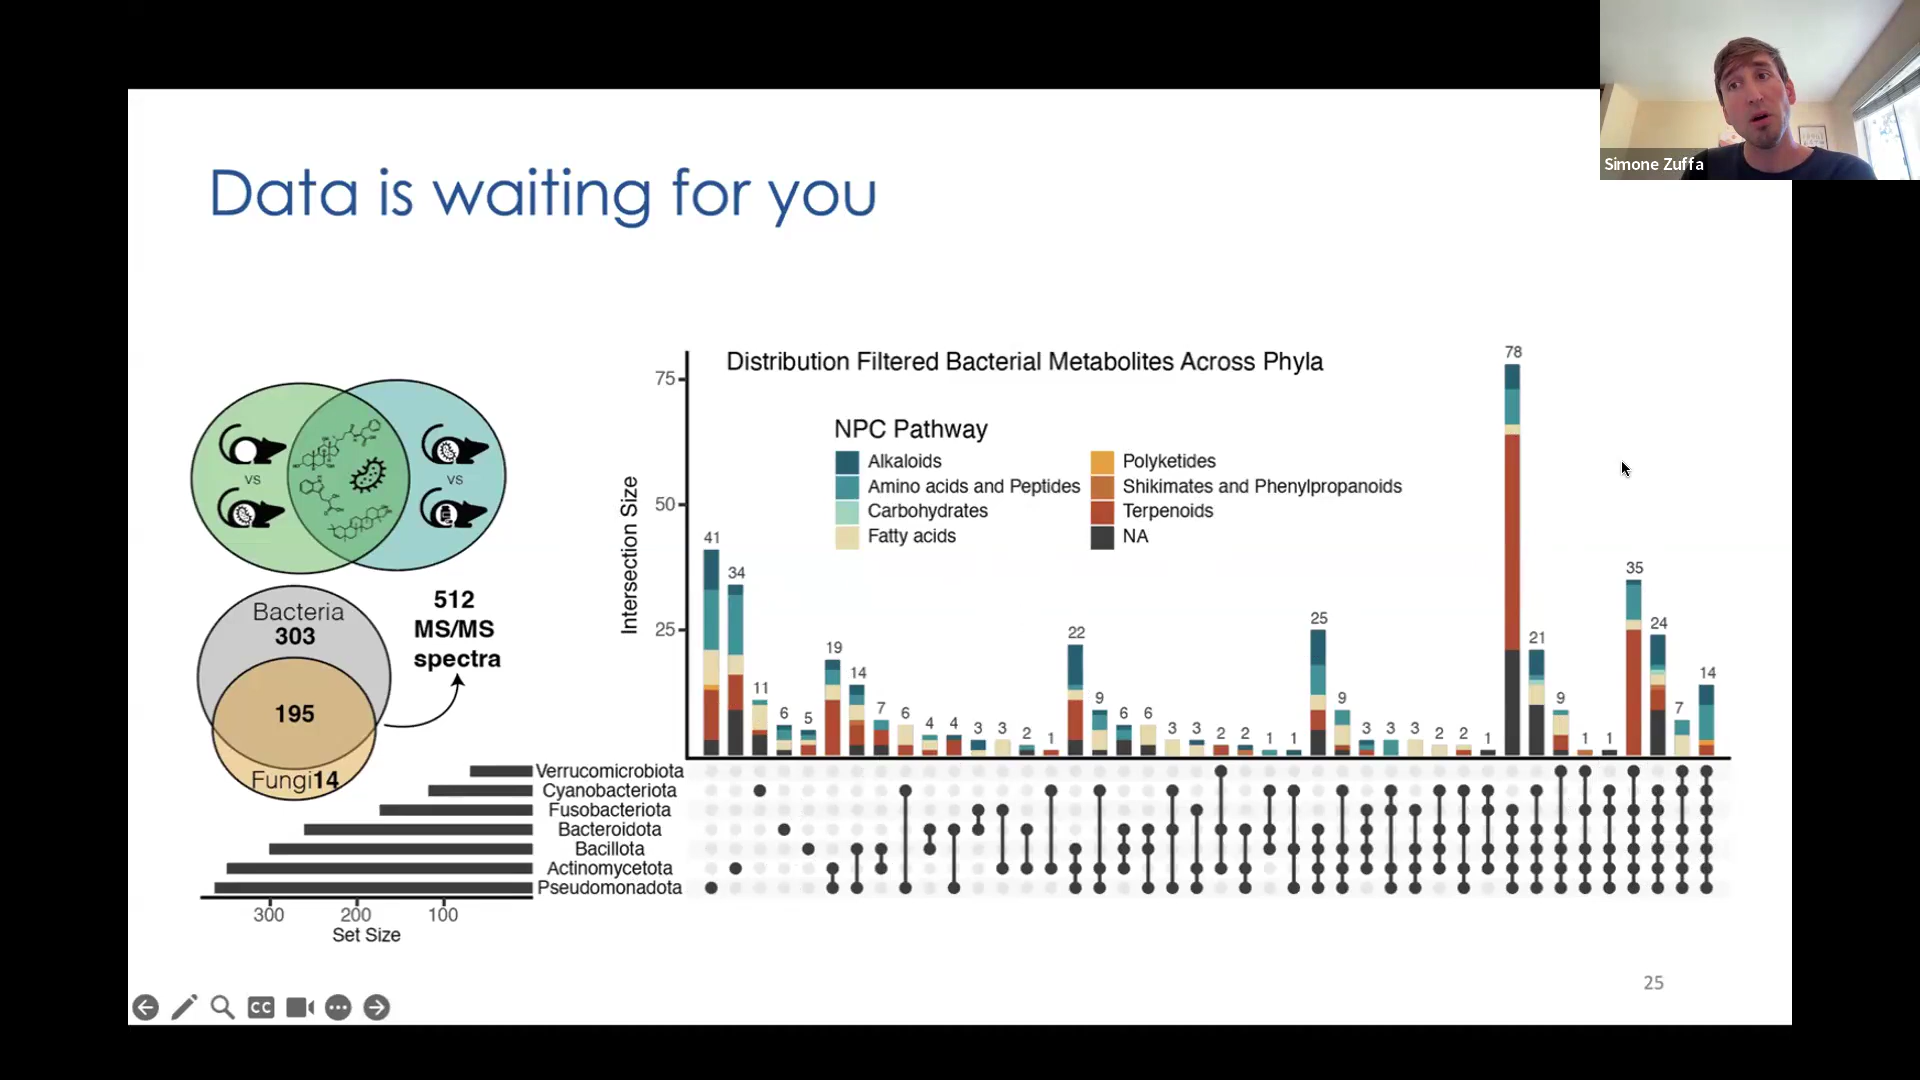 Simone Zuffa
Data is waiting for you
vs
vs
Bacteria
303
195
Fungi14
512
MS/MS
spectra
Distribution Filtered Bacterial Metabolites Across Phyla
NPC Pathway
Alkaloids
Amino acids and Peptides
Carbohydrates
Fatty acids
Polyketides
Shikimates and Phenylpropanoids
Terpenoids
NA
Intersection Size
75
50
25
41 34 11 6 5 19 14 7 6 4 4 3 3 2 1 22 9 6 6 3 3 2 2 1 1 25 9 3 3 3 2 2 1 78 21 9 1 1 35 24 7 14
Verrucomicrobiota
Cyanobacteriota
Fusobacteriota
Bacteroidota
Bacillota
Actinomycetota
Pseudomonadota
300 200 100
Set Size
CC
25